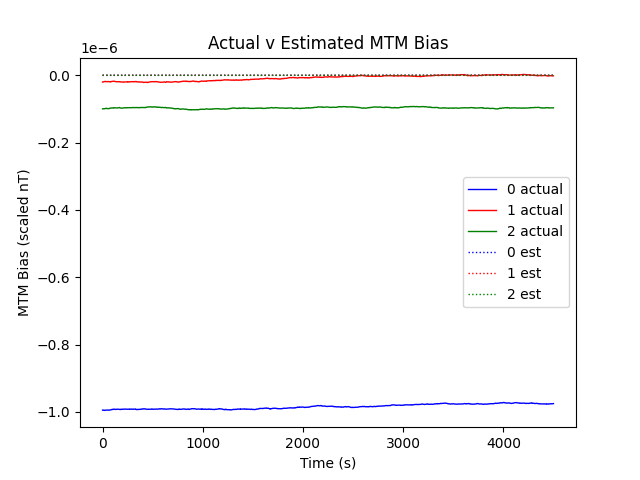 Actual v Estimated MTM Bias
1e−6
0.0
−0.2
−0.4
−0.6
−0.8
−1.0
MTM Bias (scaled nT)
0 actual
1 actual
2 actual
0 est
1 est
2 est
0
1000
2000
3000
4000
Time (s)